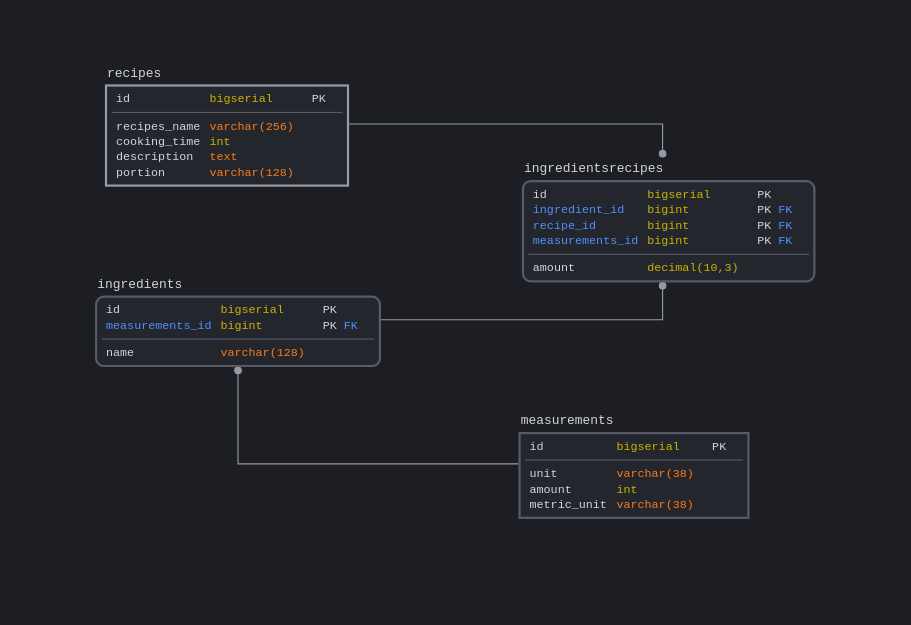 recipes
id bigserial PK
recipes_name varchar(256)
cooking_time int
description text
portion varchar(128)
ingredientsrecipes
id bigserial PK
ingredient_id bigint PK FK
recipe_id bigint PK FK
measurements_id bigint PK FK
amount decimal(10,3)
ingredients
id bigserial PK
measurements_id bigint PK FK
name varchar(128)
measurements
id bigserial PK
unit varchar(38)
amount int
metric_unit varchar(38)